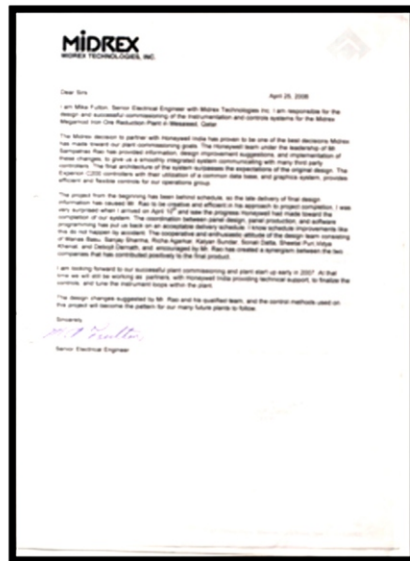 MIDREX
MIDREX TECHNOLOGIES, INC.
Dear Sirs
April 25, 2006
I am Mike Fulton, Senior Electrical Engineer with Midrex Technologies Inc. I am responsible for the
design and successful commissioning of the instrumentation and controls systems for the Midrex
Megamod Iron Ore Reduction Plant in Mesaieed, Qatar
The Midrex decision to partner with Honeywell India has proven to be one of the best decisions Midrex
has made toward our plant commissioning goals. The Honeywell team under the leadership of Mr.
Rao has provided information, design improvement suggestions, and implementation of
these changes, to give us a smoothly integrated system communicating with many third party
controllers. The final architecture of the system surpasses the expectations of the original design. The
Experion C200 controllers with their utilization of a common data base, and graphics system, provides
efficient and flexible controls for our operations group.
The project from the beginning has been behind schedule, so the late delivery of final design
information has caused Mr. Rao to be creative and efficient in his approach to project completion. I was
very surprised when I arrived on April 10th and saw the progress Honeywell had made toward the
completion of our system. The coordination between panel design, panel production, and software
programming has put us back on an acceptable delivery schedule. I know schedule improvements like
this do not happen by accident. The cooperative and enthusiastic attitude of the design team consisting
of Manas Basu, Sanjay Sharma, Richa Agarkar, Kalyan Sundar, Sonali Datta, Sheetal Puri,
and Debojit and encouraged by Mr. Rao has created a synergism between the two
companies that has contributed positively to the final product.
I am looking forward to our successful plant commissioning and plant start up early in 2007. At that
time we will still be working as partners, with Honeywell India providing technical support, to finalize the
controls, and tune the instrument loops within the plant.
The design changes suggested by Mr. Rao and his qualified team, and the control methods used on
this project will become the pattern for our many future plants to follow.
Sincerely,
Senior Electrical Engineer